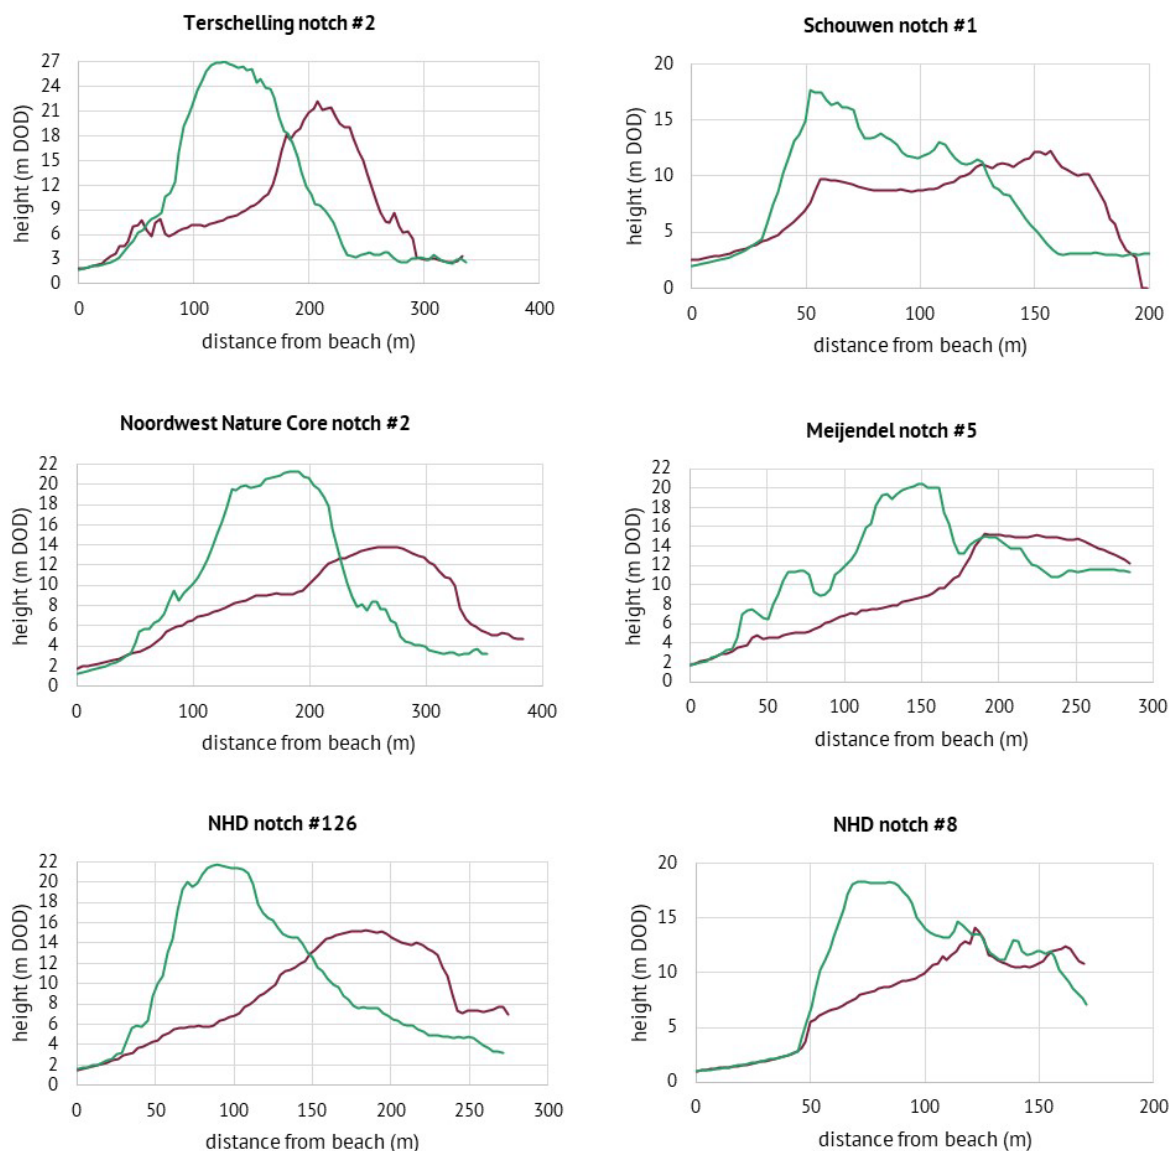 Terschelling notch #2
27
24
21
18
15
12
9
6
3
0
height (m DOD)
0 100 200 300 400
distance from beach (m)
Schouwen notch #1
20
15
10
5
0
height (m DOD)
0 50 100 150 200
distance from beach (m)
Noordwest Nature Core notch #2
22
20
18
16
14
12
10
8
6
4
2
0
height (m DOD)
0 100 200 300 400
distance from beach (m)
Meijendel notch #5
22
20
18
16
14
12
10
8
6
4
2
0
height (m DOD)
0 50 100 150 200 250 300
distance from beach (m)
NHD notch #126
22
20
18
16
14
12
10
8
6
4
2
0
height (m DOD)
0 50 100 150 200 250 300
distance from beach (m)
NHD notch #8
20
15
10
5
0
height (m DOD)
0 50 100 150 200
distance from beach (m)